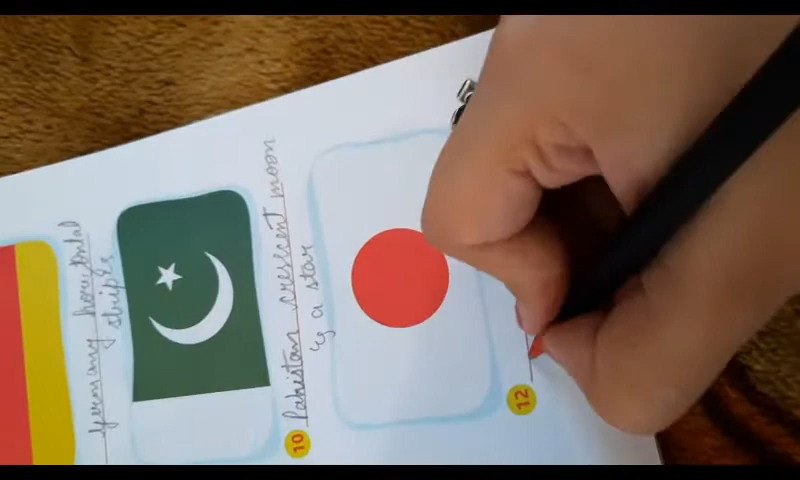 Germany horizontal
stripes
10 Pakistan crescent moon
& a star
12